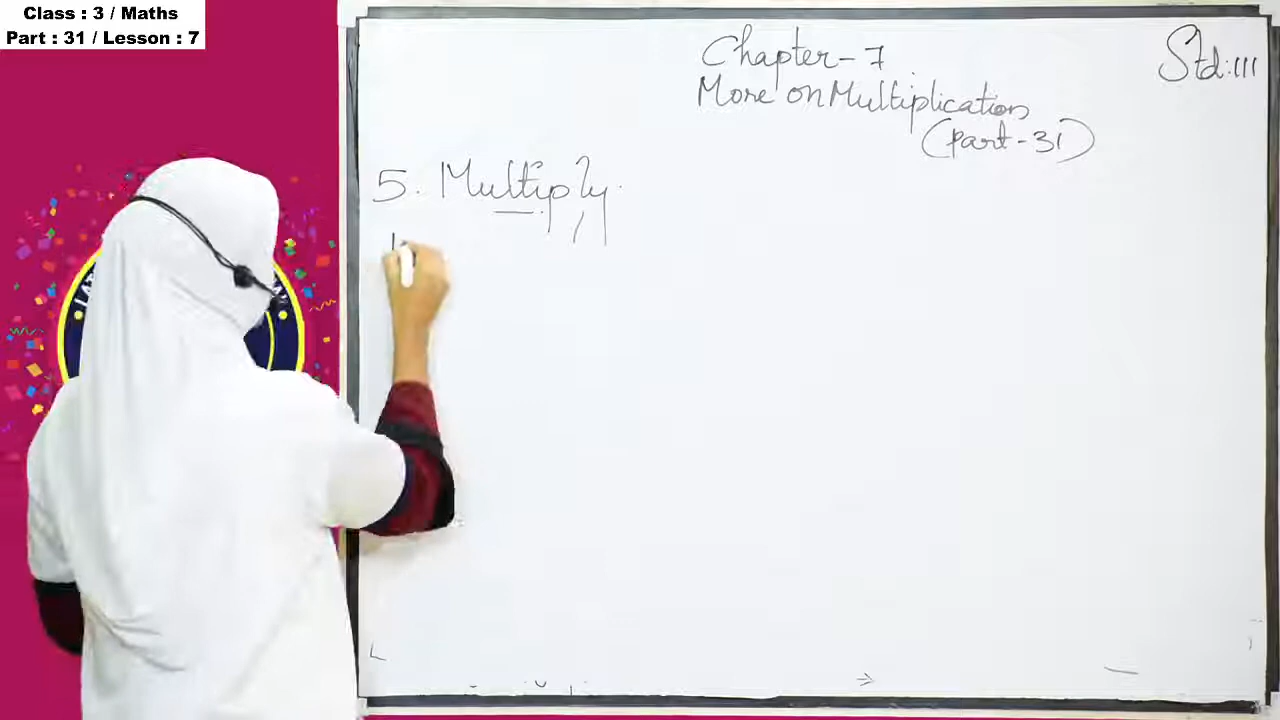 Class : 3 / Maths
Part : 31 / Lesson : 7
Chapter - 7
Std: III
More on Multiplication
(part - 31)
5. Multiply.